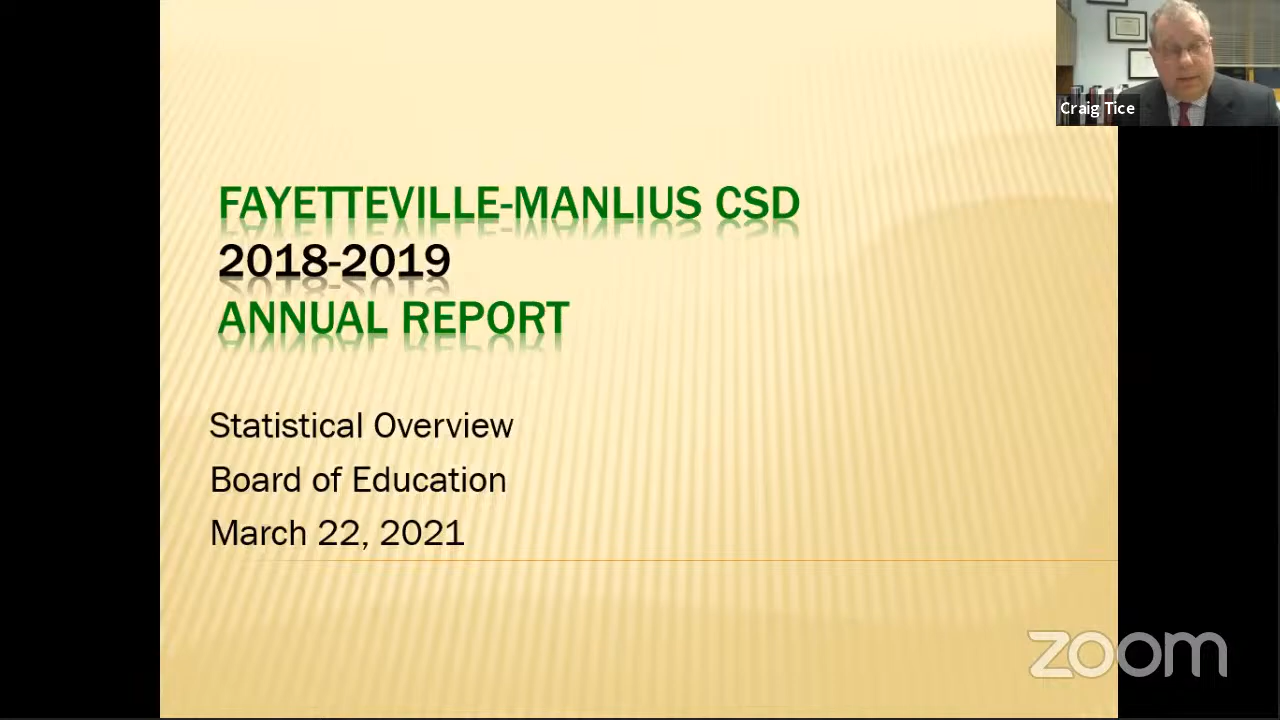 Craig Tice
FAYETTEVILLE-MANLIUS CSD
2018-2019
ANNUAL REPORT
Statistical Overview
Board of Education
March 22, 2021
zoom